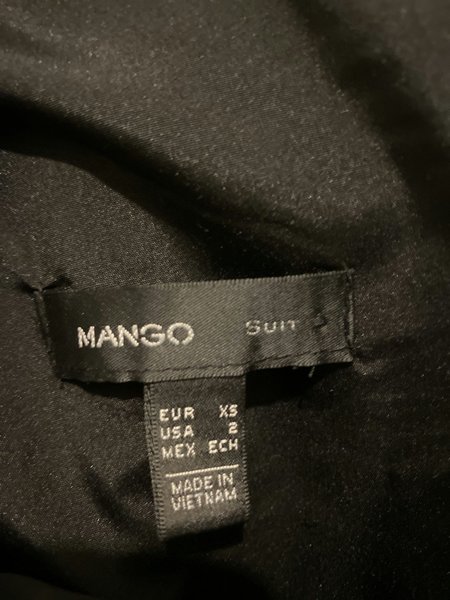 MANGO Suit
EUR XS
USA 2
MEX ECH
MADE IN
VIETNAM